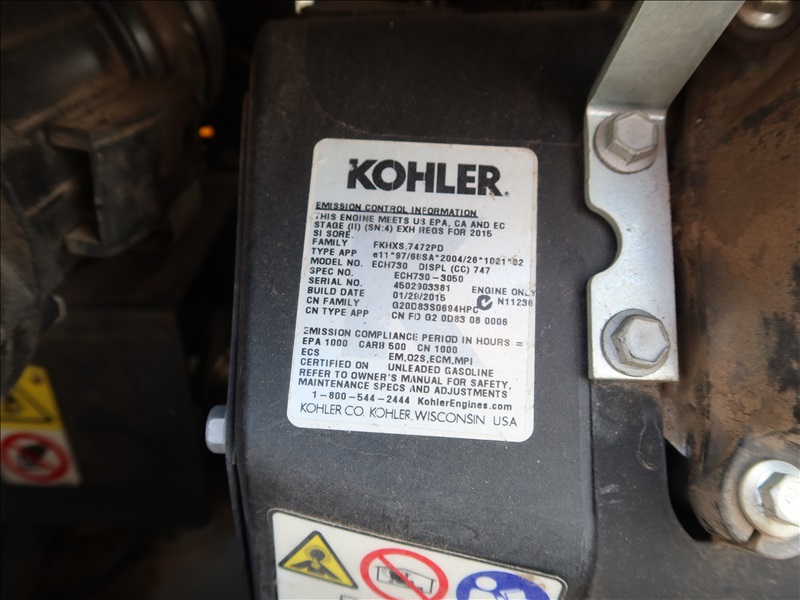 KOHLER.
EMISSION CONTROL INFORMATION
THIS ENGINE MEETS US EPA, CA AND EC
STAGE (II) (SN:4) EXH REGS FOR 2015
SI SORE
FAMILY FKHXS.7472PD
TYPE APP e11*97/68SA*2004/26*1021*02
MODEL NO. ECH730 DISPL (CC) 747
SPEC NO. ECH730-3050
SERIAL NO. 4502903381 ENGINE ONLY
BUILD DATE 01/29/2015 N11236
CN FAMILY G20D83S0694HPC
CN TYPE APP CN FD G2 0D83 08 0006
EMISSION COMPLIANCE PERIOD IN HOURS =
EPA 1000 CARB 500 CN 1000
ECS EM,O2S,ECM,MPI
CERTIFIED ON UNLEADED GASOLINE
REFER TO OWNER'S MANUAL FOR SAFETY,
MAINTENANCE SPECS AND ADJUSTMENTS
1-800-544-2444 KohlerEngines.com
KOHLER CO. KOHLER, WISCONSIN USA